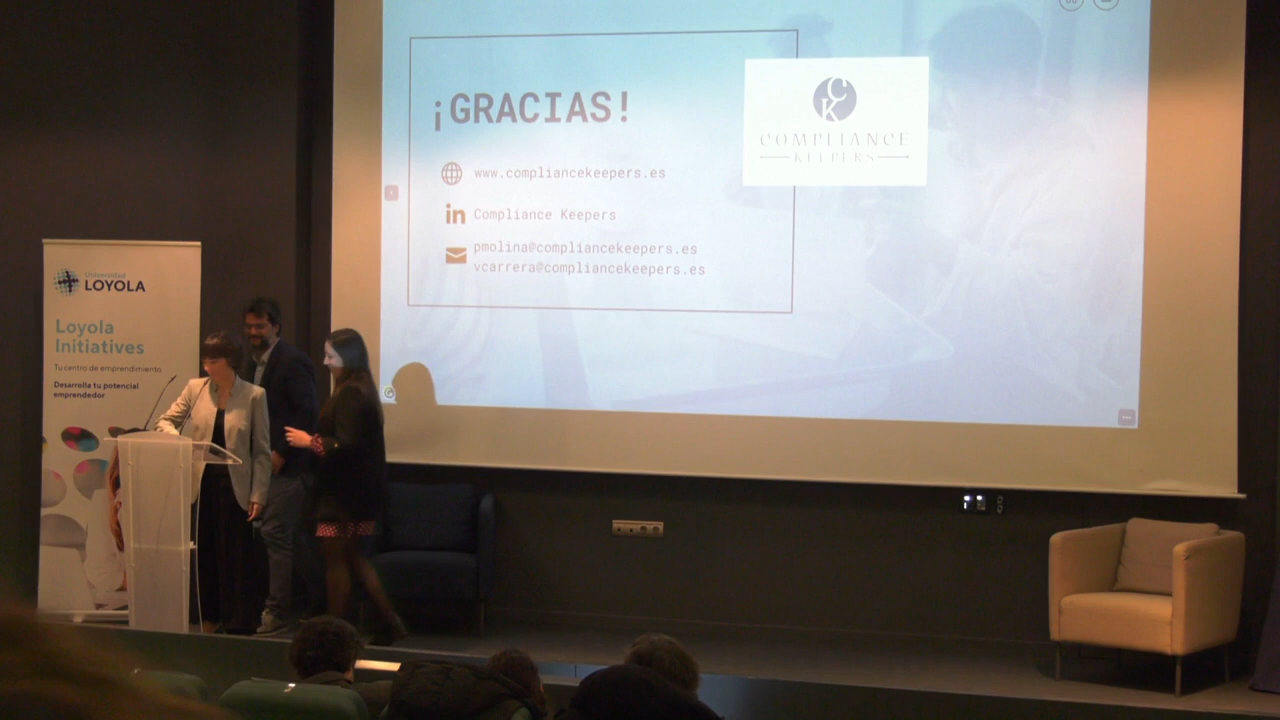 ¡GRACIAS!
www.compliancekeepers.es
in Compliance Keepers
pmolina@compliancekeepers.es
vcarrera@compliancekeepers.es
CK
COMPLIANCE
KEEPERS
Universidad
LOYOLA
Loyola
Initiatives
Tu centro de emprendimiento
Desarrolla tu potencial
emprendedor